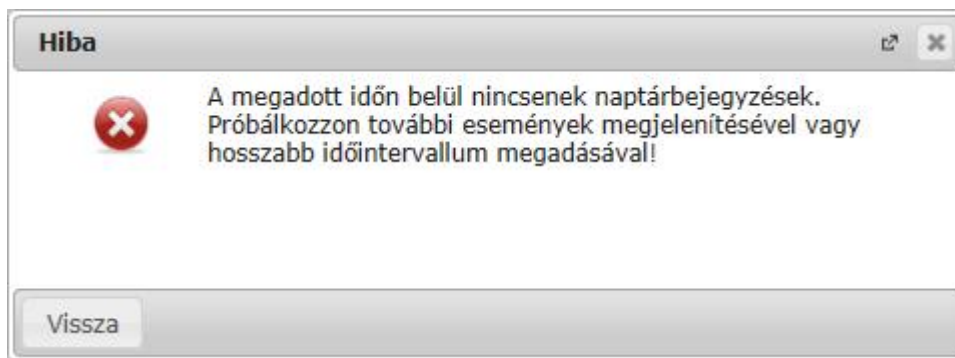 Hiba
A megadott időn belül nincsenek naptárbejegyzések.
Próbálkozzon további események megjelenítésével vagy
hosszabb időintervallum megadásával!
Vissza